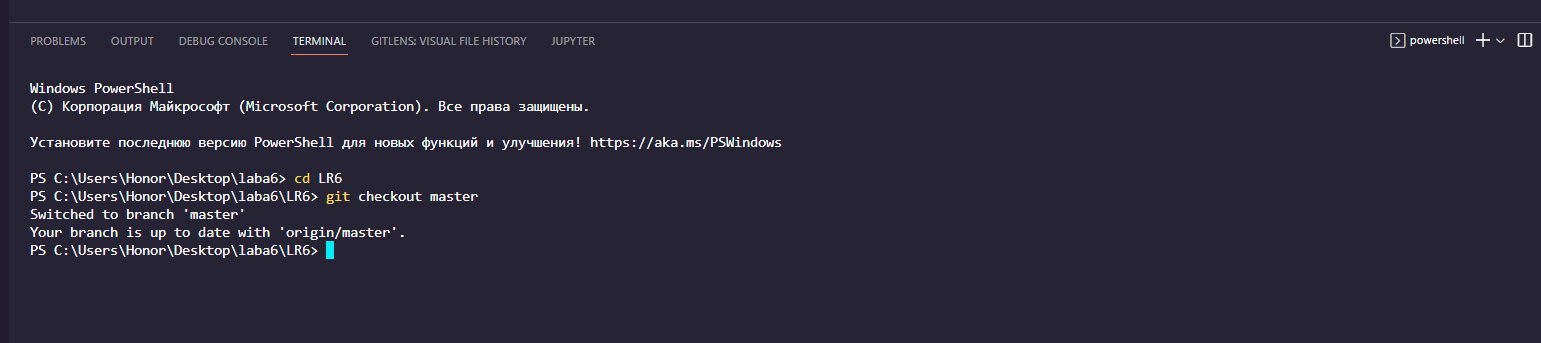 PROBLEMS OUTPUT DEBUG CONSOLE TERMINAL GITLENS: VISUAL FILE HISTORY JUPYTER powershell
Windows PowerShell
(C) Корпорация Майкрософт (Microsoft Corporation). Все права защищены.
Установите последнюю версию PowerShell для новых функций и улучшения! https://aka.ms/PSWindows
PS C:\Users\Honor\Desktop\laba6> cd LR6
PS C:\Users\Honor\Desktop\laba6\LR6> git checkout master
Switched to branch 'master'
Your branch is up to date with 'origin/master'.
PS C:\Users\Honor\Desktop\laba6\LR6>